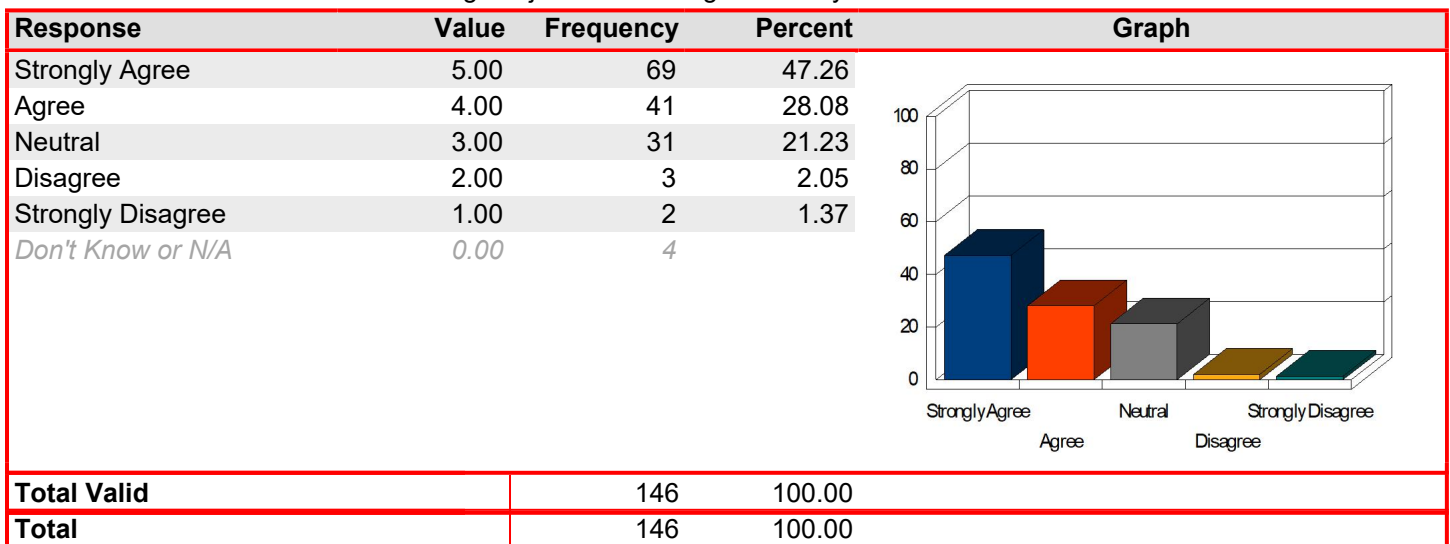 Response Value Frequency Percent Graph
Strongly Agree 5.00 69 47.26
Agree 4.00 41 28.08
Neutral 3.00 31 21.23
Disagree 2.00 3 2.05
Strongly Disagree 1.00 2 1.37
Don't Know or N/A 0.00 4
100
80
60
40
20
0
Strongly Agree Neutral Strongly Disagree
Agree Disagree
Total Valid 146 100.00
Total 146 100.00